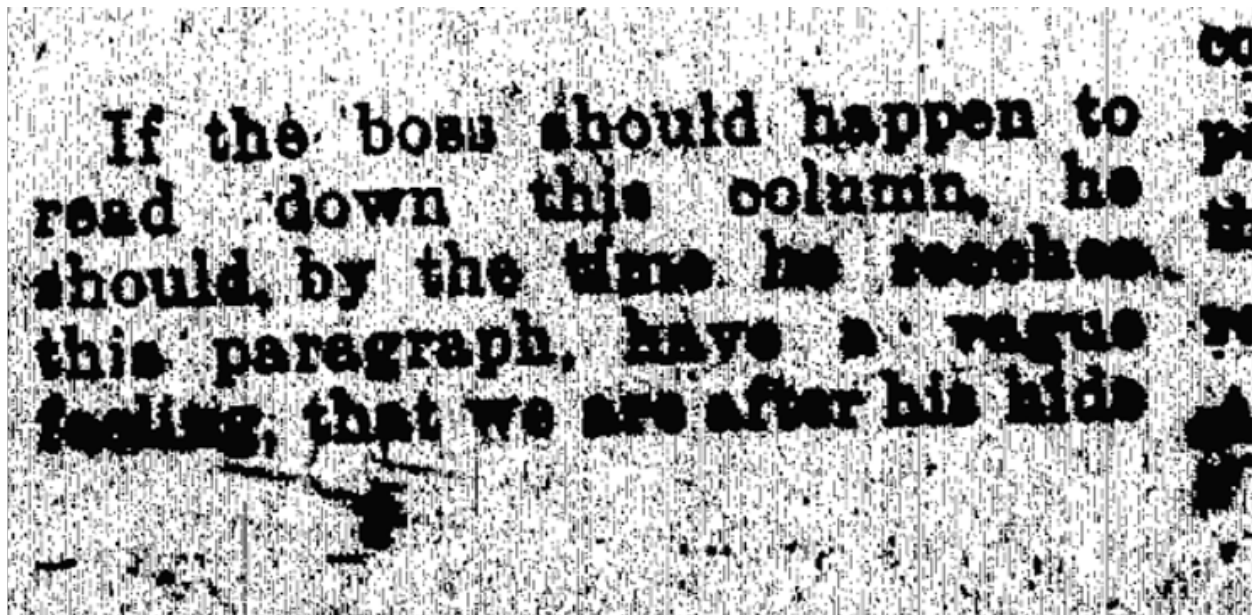 If the boss should happen to
read down this column, he
should, by the time he reaches
this paragraph, have a vague
feeling, that we are after his hide